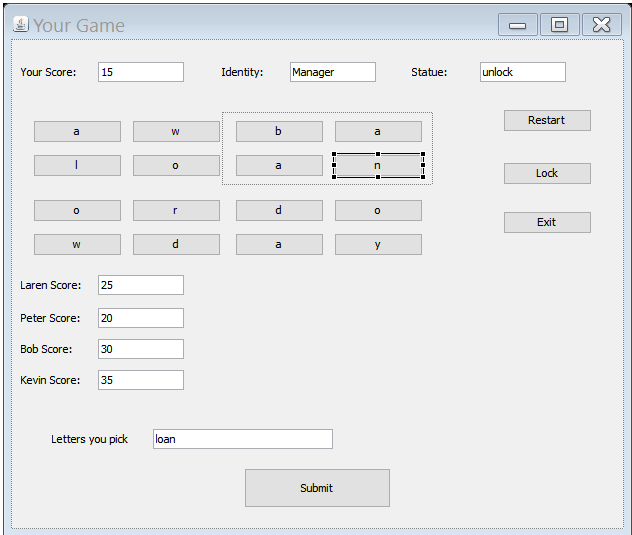 Your Game
Your Score: 15 Identity: Manager Statue: unlock
a w b a Restart
l o a n Lock
o r d o Exit
w d a y
Laren Score: 25
Peter Score: 20
Bob Score: 30
Kevin Score: 35
Letters you pick loan
Submit